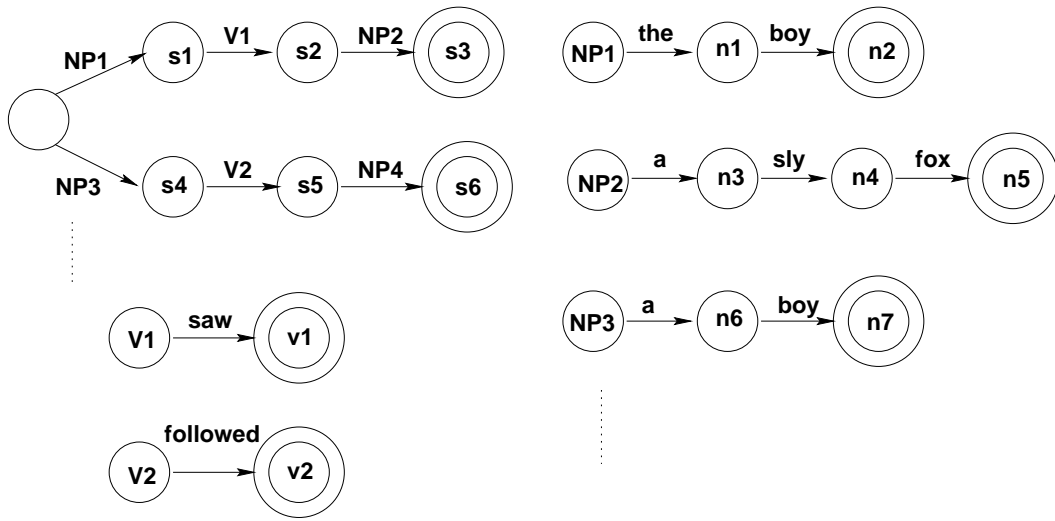 NP1 s1 V1 s2 NP2 s3
NP3 s4 V2 s5 NP4 s6
V1 saw v1
V2 followed v2
NP1 the n1 boy n2
NP2 a n3 sly n4 fox n5
NP3 a n6 boy n7